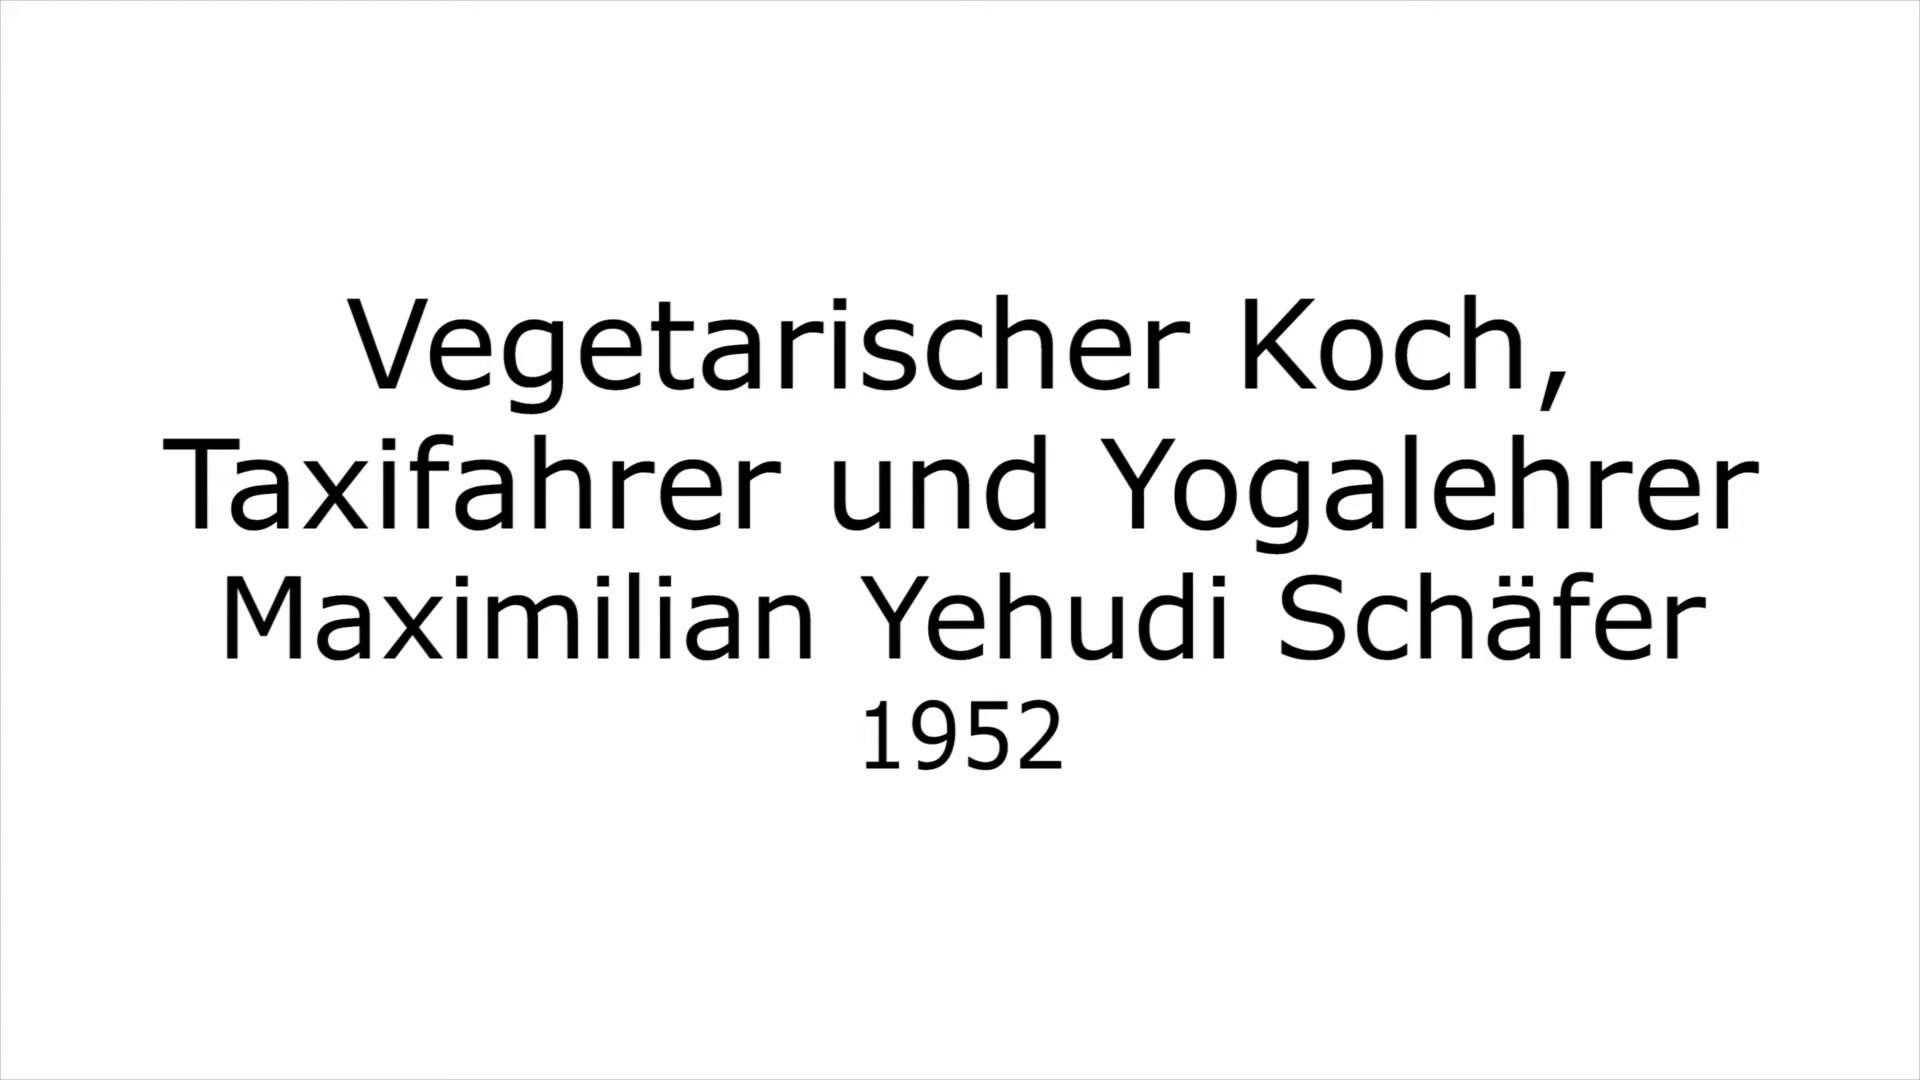 Vegetarischer Koch,
Taxifahrer und Yogalehrer
Maximilian Yehudi Schäfer
1952